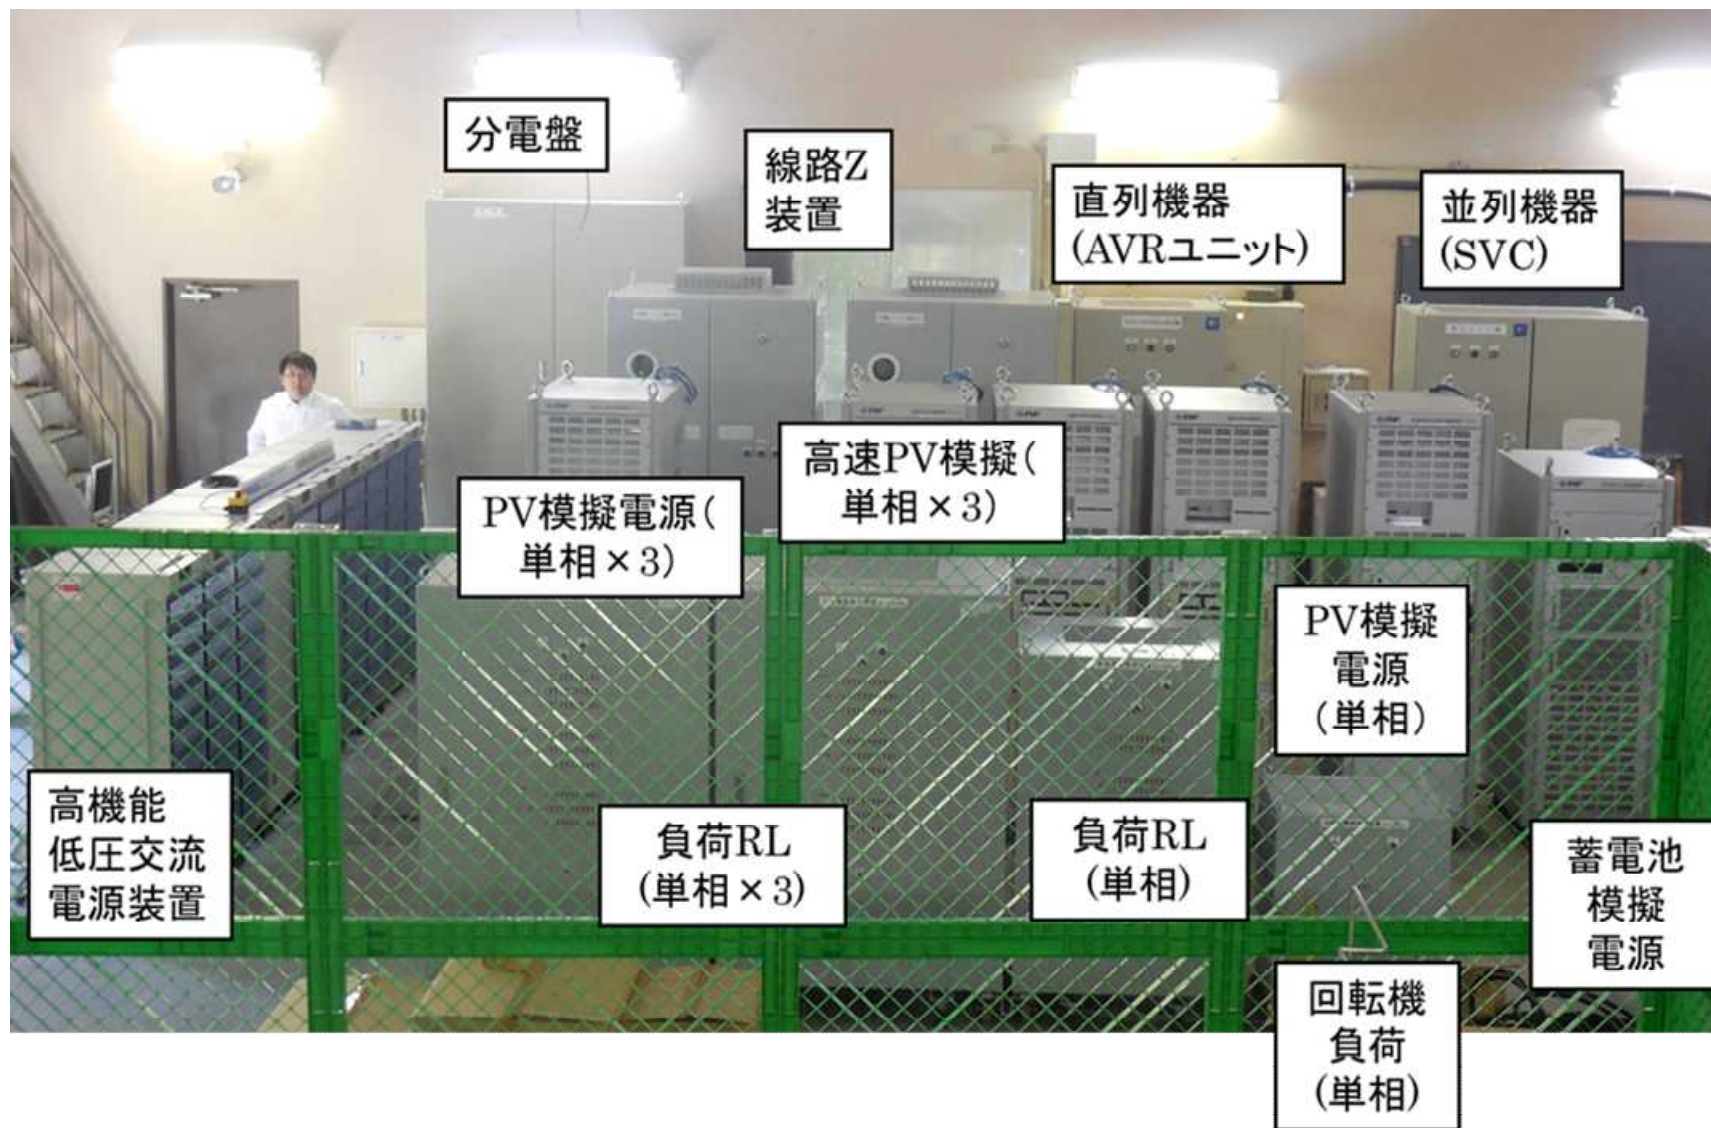 分電盤
線路Z
装置
直列機器
(AVRユニット)
並列機器
(SVC)
高速PV模擬(
単相×3)
PV模擬電源(
単相×3)
PV模擬
電源
(単相)
高機能
低圧交流
電源装置
負荷RL
(単相×3)
負荷RL
(単相)
蓄電池
模擬
電源
回転機
負荷
(単相)